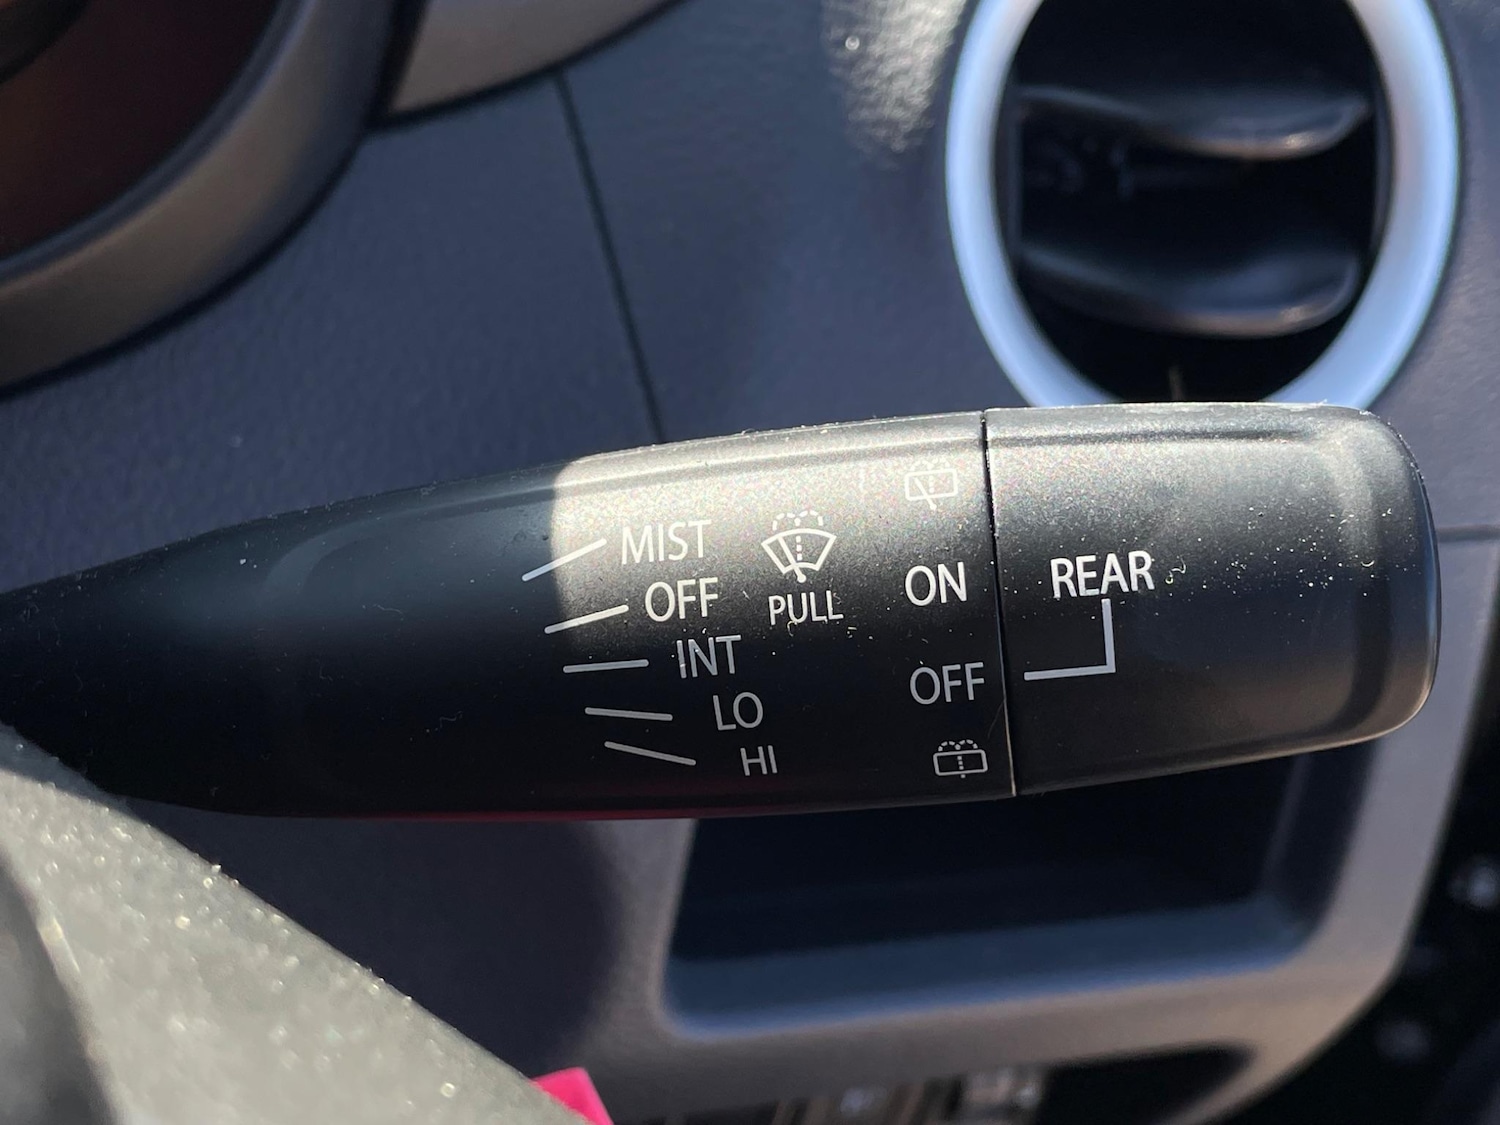 MIST
OFF
INT
LO
HI
PULL
ON
OFF
REAR